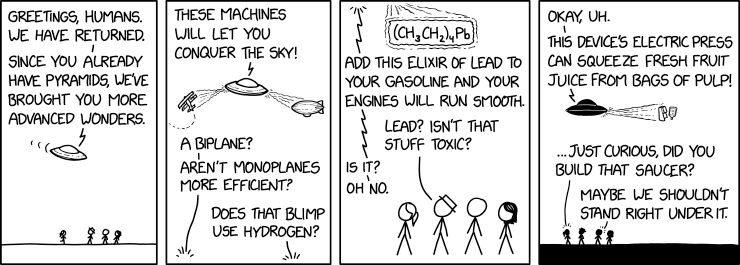 GREETINGS, HUMANS.
WE HAVE RETURNED.
SINCE YOU ALREADY
HAVE PYRAMIDS, WE'VE
BROUGHT YOU MORE
ADVANCED WONDERS.
THESE MACHINES
WILL LET YOU
CONQUER THE SKY!
A BIPLANE?
AREN'T MONOPLANES
MORE EFFICIENT?
DOES THAT BLIMP
USE HYDROGEN?
(CH3CH2)4Pb
ADD THIS ELIXIR OF LEAD TO
YOUR GASOLINE AND YOUR
ENGINES WILL RUN SMOOTH.
LEAD? ISN'T THAT
STUFF TOXIC?
IS IT?
OH NO.
OKAY, UH.
THIS DEVICE'S ELECTRIC PRESS
CAN SQUEEZE FRESH FRUIT
JUICE FROM BAGS OF PULP!
...JUST CURIOUS, DID YOU
BUILD THAT SAUCER?
MAYBE WE SHOULDN'T
STAND RIGHT UNDER IT.